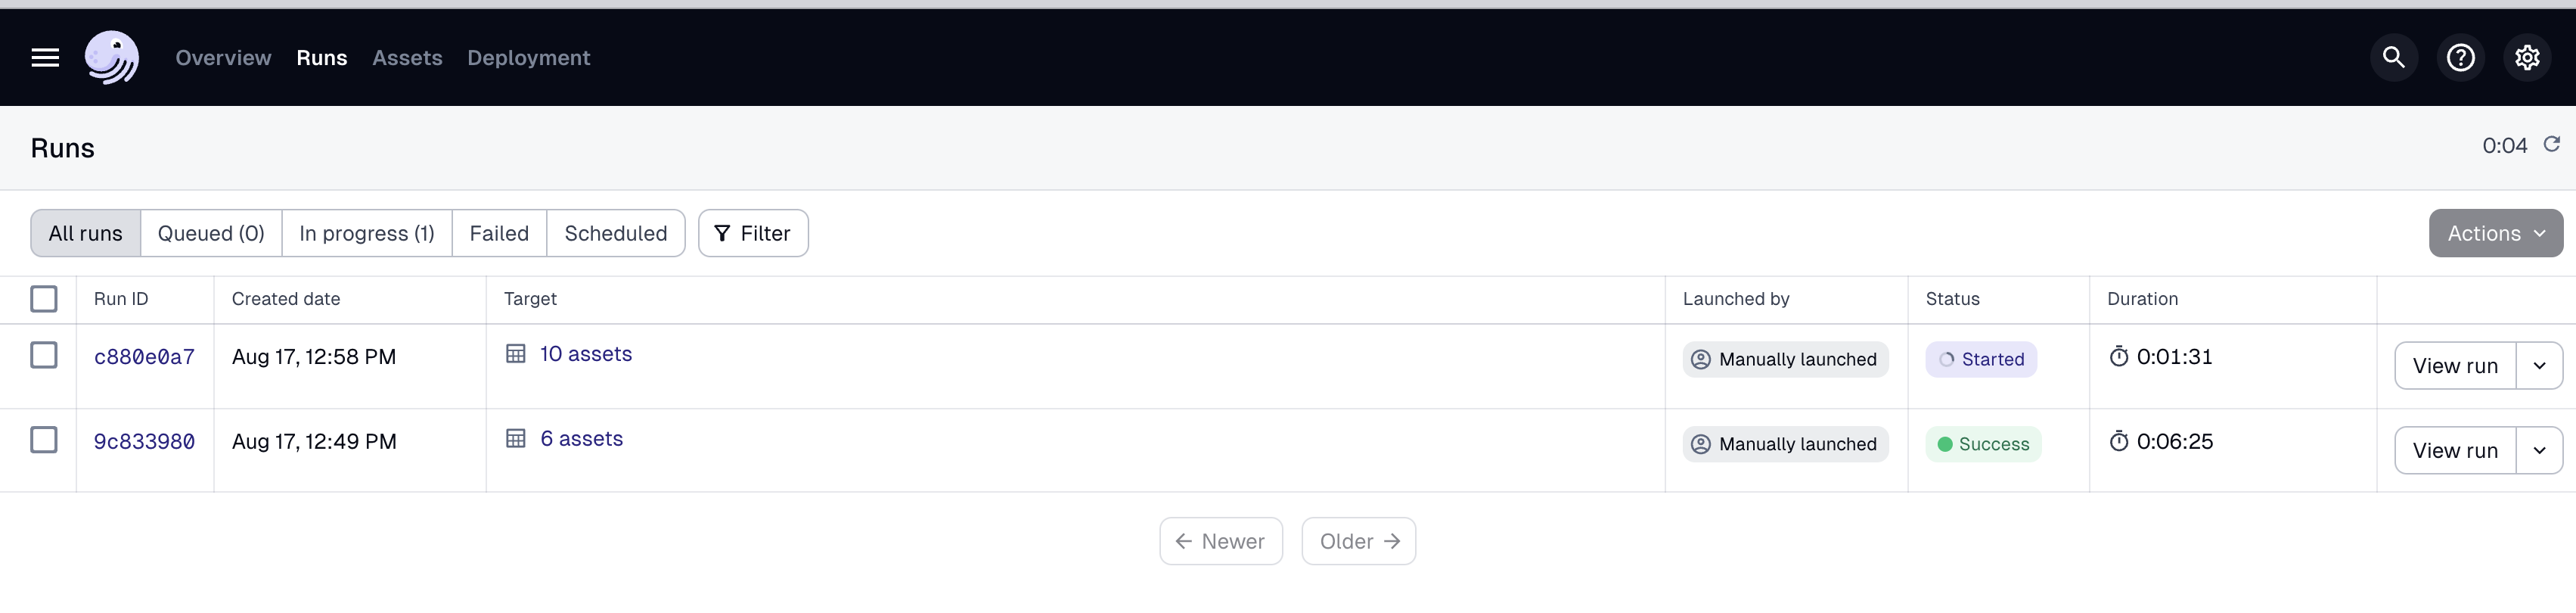 Overview Runs Assets Deployment
Runs 0:04
All runs Queued (0) In progress (1) Failed Scheduled Filter Actions
Run ID Created date Target Launched by Status Duration
c880e0a7 Aug 17, 12:58 PM 10 assets Manually launched Started 0:01:31 View run
9c833980 Aug 17, 12:49 PM 6 assets Manually launched Success 0:06:25 View run
Newer Older